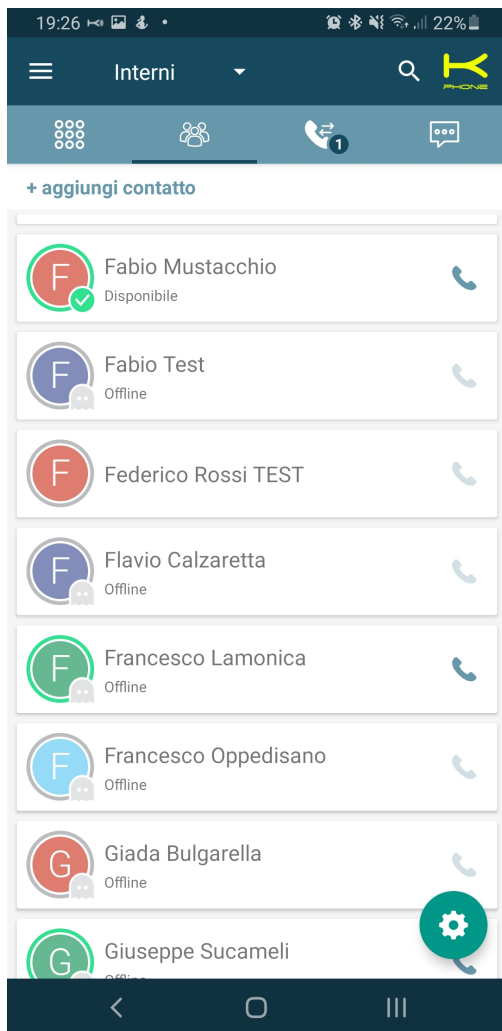 19:26
22%
Interni
PHONE
1
+ aggiungi contatto
F
Fabio Mustacchio
Disponibile
F
Fabio Test
Offline
F
Federico Rossi TEST
F
Flavio Calzaretta
Offline
F
Francesco Lamonica
Offline
F
Francesco Oppedisano
Offline
G
Giada Bulgarella
Offline
G
Giuseppe Sucameli
Offline